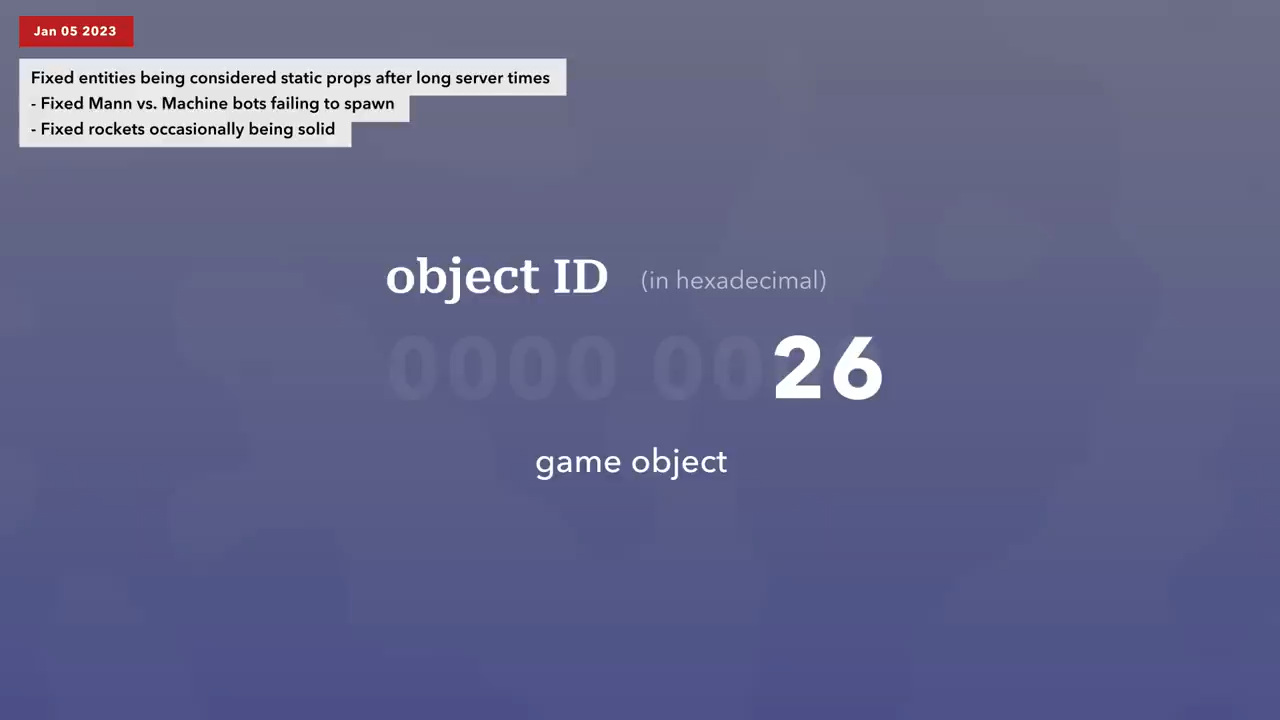 Jan 05 2023
Fixed entities being considered static props after long server times
- Fixed Mann vs. Machine bots failing to spawn
- Fixed rockets occasionally being solid
object ID (in hexadecimal)
0000 0026
game object